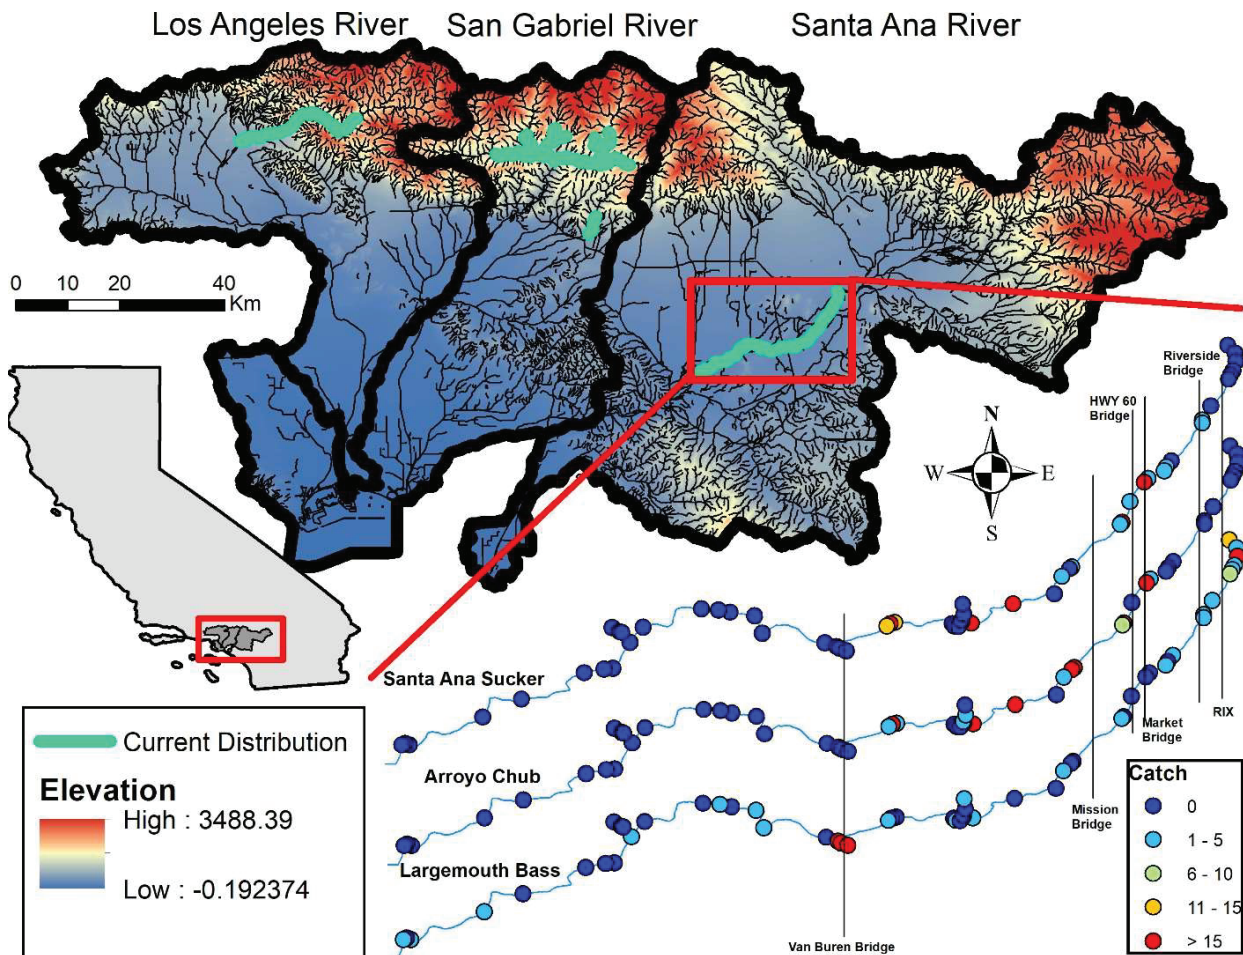 Los Angeles River
San Gabriel River
Santa Ana River
0 10 20 40
Km
Riverside
Bridge
HWY 60
Bridge
N
W E
S
Santa Ana Sucker
Arroyo Chub
Largemouth Bass
RIX
Market
Bridge
Mission
Bridge
Van Buren Bridge
Current Distribution
Elevation
High : 3488.39
Low : -0.192374
Catch
0
1 - 5
6 - 10
11 - 15
> 15